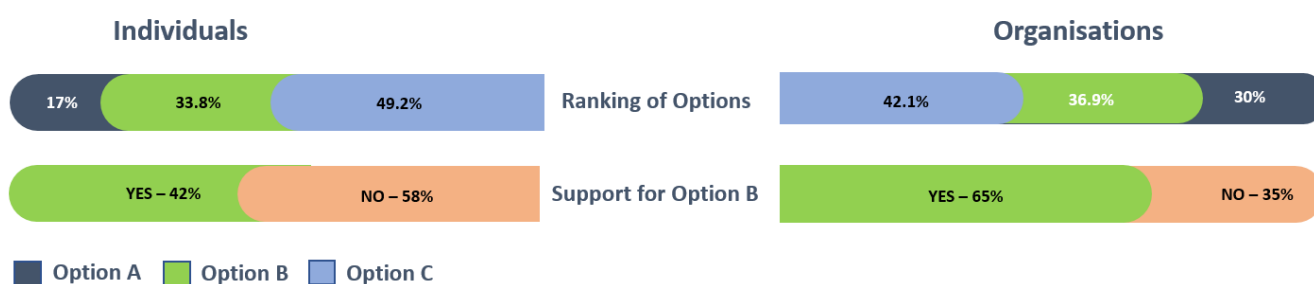 Individuals
Organisations
17% 33.8% 49.2% Ranking of Options 42.1% 36.9% 30%
YES – 42% NO – 58% Support for Option B YES – 65% NO – 35%
Option A Option B Option C